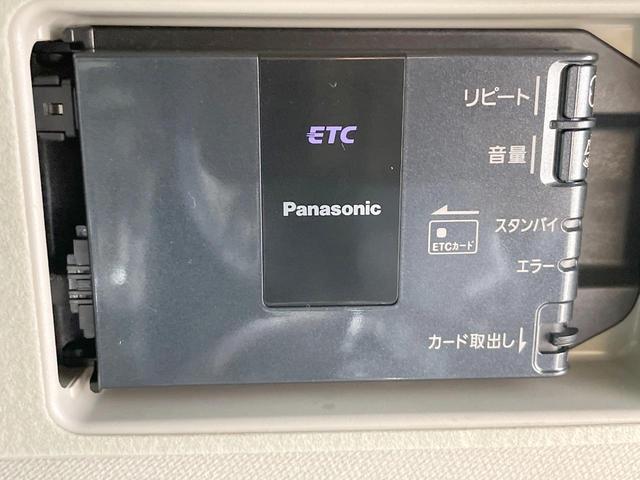 リピート
ETC
音量
Panasonic
スタンバイ
ETCカード
エラー
カード取出し